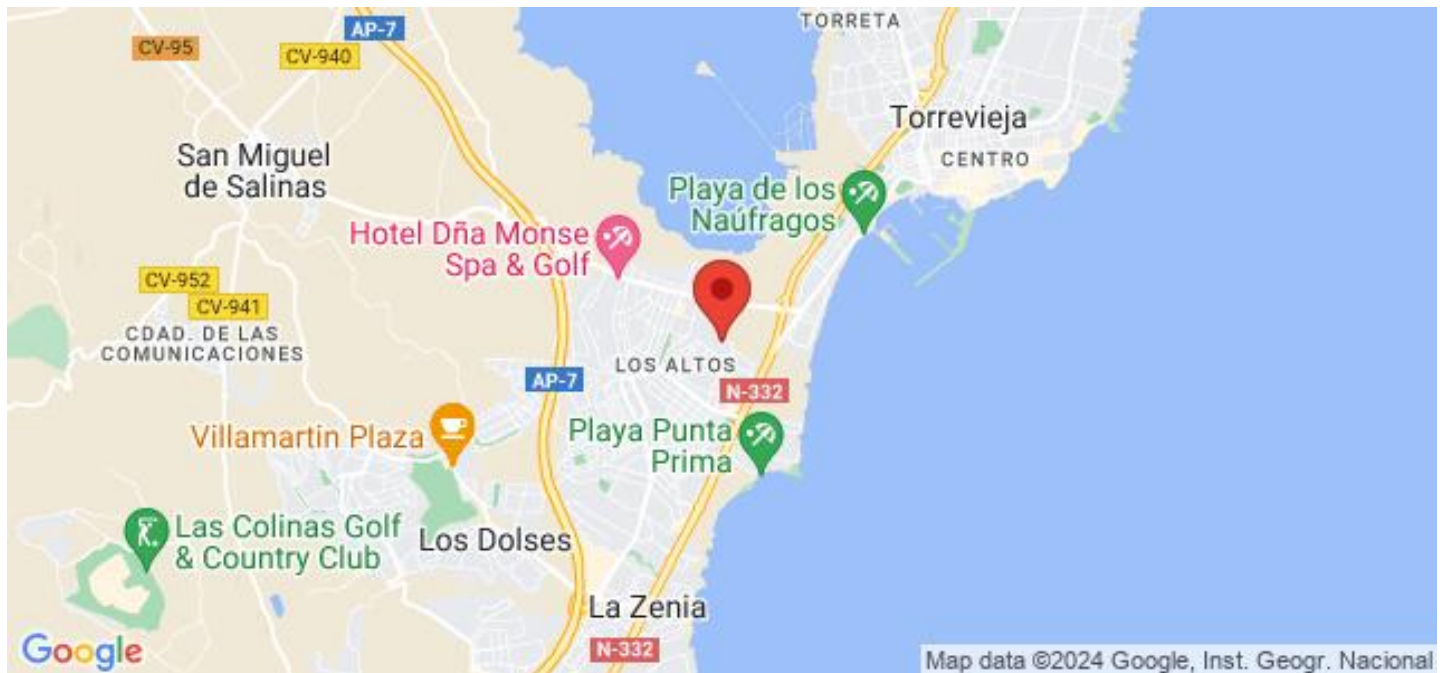 TORRETA
AP-7
CV-95
CV-940
Torrevieja
CENTRO
San Miguel
de Salinas
Playa de los
Naúfragos
Hotel Dña Monse
Spa & Golf
CV-952
CV-941
CDAD. DE LAS
COMUNICACIONES
LOS ALTOS
AP-7
N-332
Villamartin Plaza
Playa Punta
Prima
Las Colinas Golf
& Country Club
Los Dolses
La Zenia
N-332
Google
Map data ©2024 Google, Inst. Geogr. Nacional